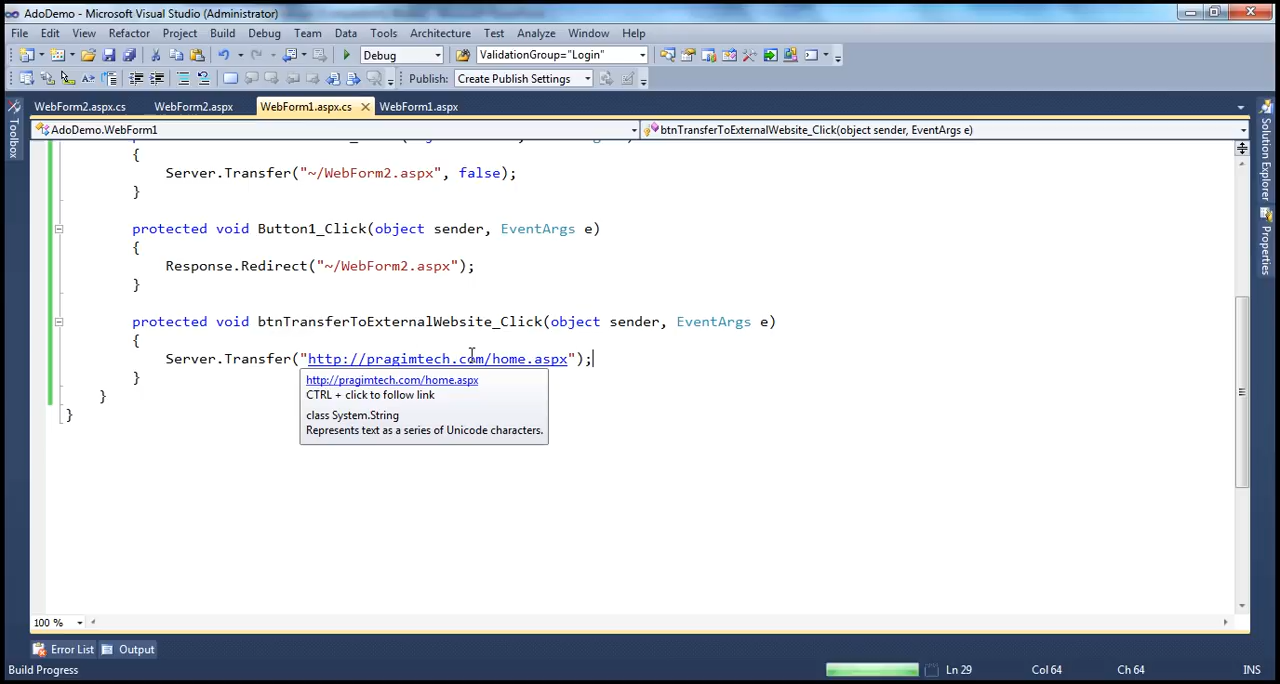 AdoDemo - Microsoft Visual Studio (Administrator)
File Edit View Refactor Project Build Debug Team Data Tools Architecture Test Analyze Window Help
Debug ValidationGroup="Login"
Publish: Create Publish Settings
WebForm2.aspx.cs WebForm2.aspx WebForm1.aspx.cs WebForm1.aspx
AdoDemo.WebForm1 btnTransferToExternalWebsite_Click(object sender, EventArgs e)
Toolbox
Solution Explorer
Properties
{
Server.Transfer("~/WebForm2.aspx", false);
}
protected void Button1_Click(object sender, EventArgs e)
{
Response.Redirect("~/WebForm2.aspx");
}
protected void btnTransferToExternalWebsite_Click(object sender, EventArgs e)
{
Server.Transfer("http://pragimtech.com/home.aspx");
}
http://pragimtech.com/home.aspx
CTRL + click to follow link
class System.String
Represents text as a series of Unicode characters.
}
}
100 %
Error List Output
Build Progress Ln 29 Col 64 Ch 64 INS